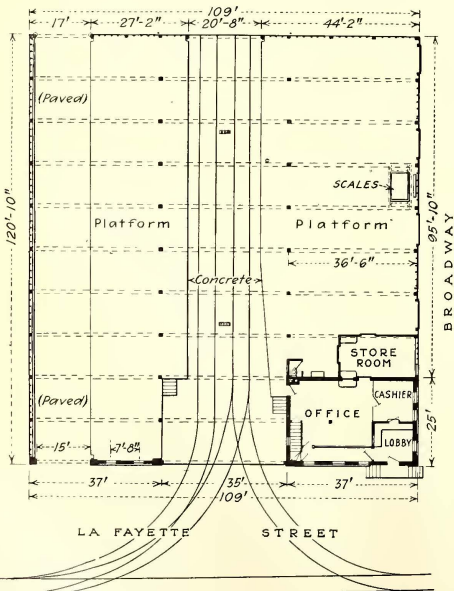 109'
17'
27'-2"
20'-8"
44'-2"
(Paved)
120'-10"
SCALES
95'-10"
Platform
Platform
BROADWAY
36'-6"
Concrete
STORE
ROOM
CASHIER
(Paved)
OFFICE
LOBBY
25'
15'
7'-8"
37'
35'
37'
109'
LA FAYETTE STREET